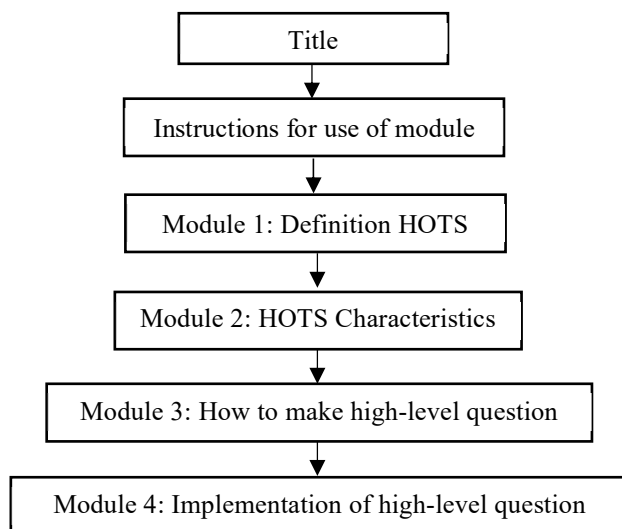 Title
Instructions for use of module
Module 1: Definition HOTS
Module 2: HOTS Characteristics
Module 3: How to make high-level question
Module 4: Implementation of high-level question